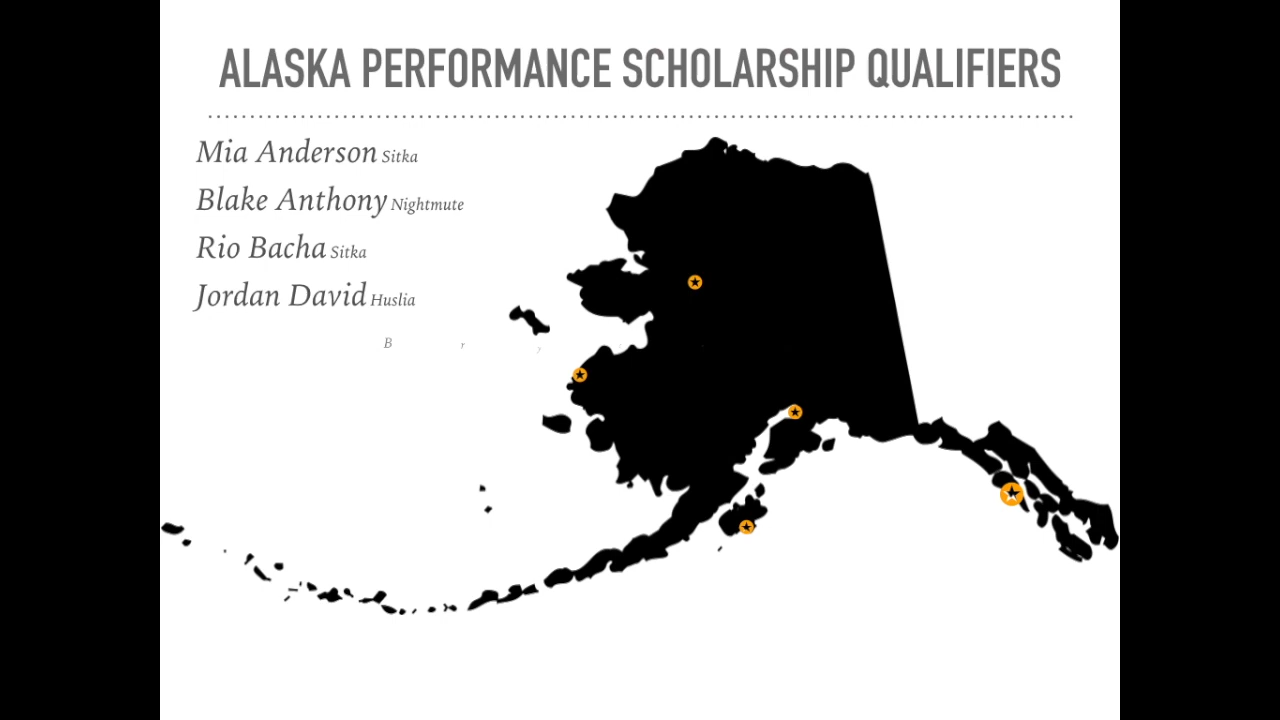 ALASKA PERFORMANCE SCHOLARSHIP QUALIFIERS
Mia Anderson Sitka
Blake Anthony Nightmute
Rio Bacha Sitka
Jordan David Huslia